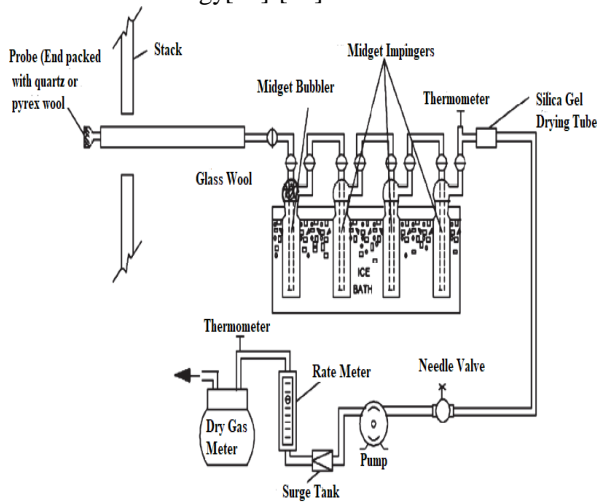 Probe (End packed
with quartz or
pyrex wool
Stack
Midget Impingers
Midget Bubbler
Thermometer
Silica Gel
Drying Tube
Glass Wool
ICE
BATH
Thermometer
Rate Meter
Needle Valve
Dry Gas
Meter
Pump
Surge Tank